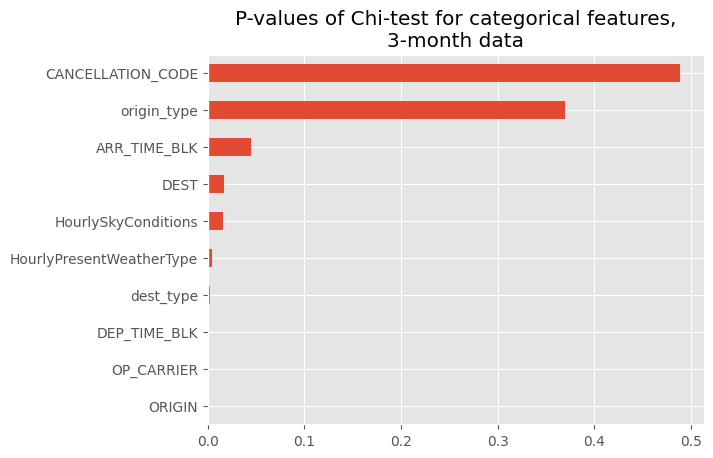 P-values of Chi-test for categorical features,
3-month data
CANCELLATION_CODE
origin_type
ARR_TIME_BLK
DEST
HourlySkyConditions
HourlyPresentWeatherType
dest_type
DEP_TIME_BLK
OP_CARRIER
ORIGIN
0.0 0.1 0.2 0.3 0.4 0.5